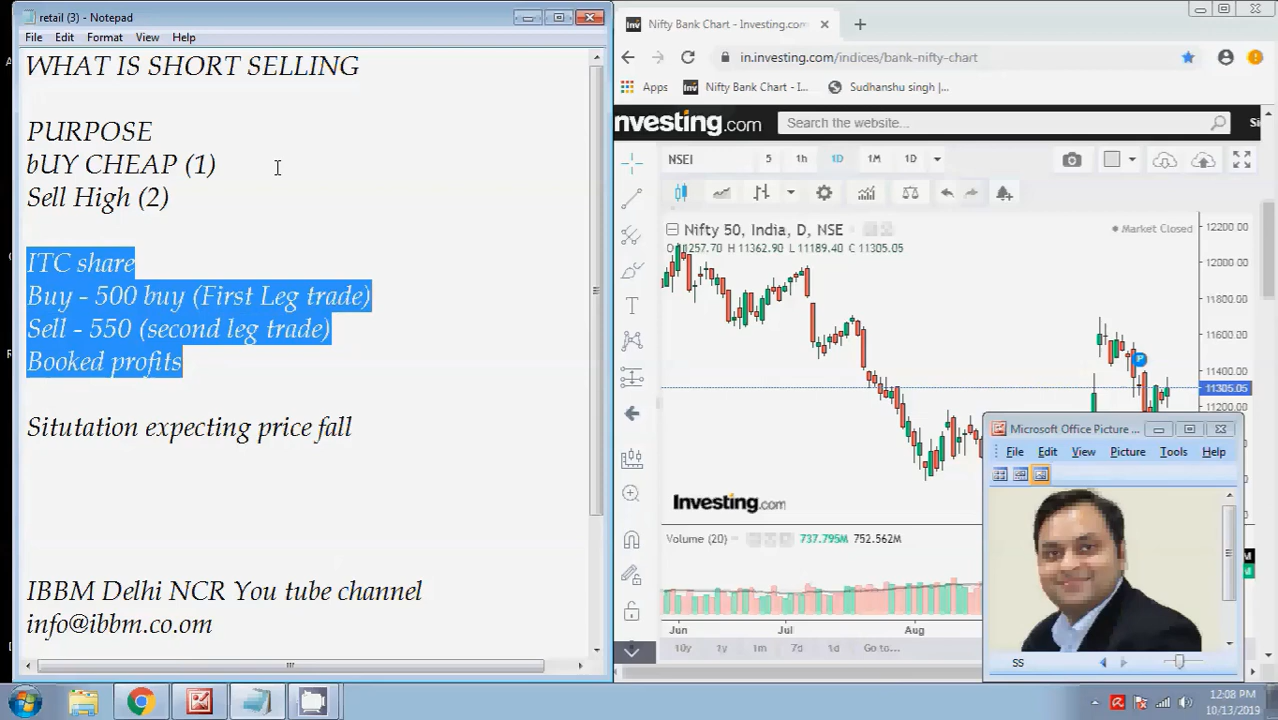 retail (3) - Notepad
File Edit Format View Help
WHAT IS SHORT SELLING
PURPOSE
bUY CHEAP (1)
Sell High (2)
ITC share
Buy - 500 buy (First Leg trade)
Sell - 550 (second leg trade)
Booked profits
Situtation expecting price fall
IBBM Delhi NCR You tube channel
info@ibbm.co.om
Nifty Bank Chart - Investing.com
in.investing.com/indices/bank-nifty-chart
Apps Nifty Bank Chart - I... Sudhanshu singh |...
Investing.com Search the website... Si
NSEI 5 1h 1D 1M 1D
Nifty 50, India, D, NSE Market Closed
O 11257.70 H 11362.90 L 11189.40 C 11305.05
12200.00
12000.00
11800.00
11600.00
11400.00
11305.05
11200.00
P
Investing.com
Volume (20) 737.795M 752.562M
Jun Jul Aug
10y 1y 1m 7d 1d Go to...
Microsoft Office Picture ...
File Edit View Picture Tools Help
SS
12:08 PM
10/13/2019